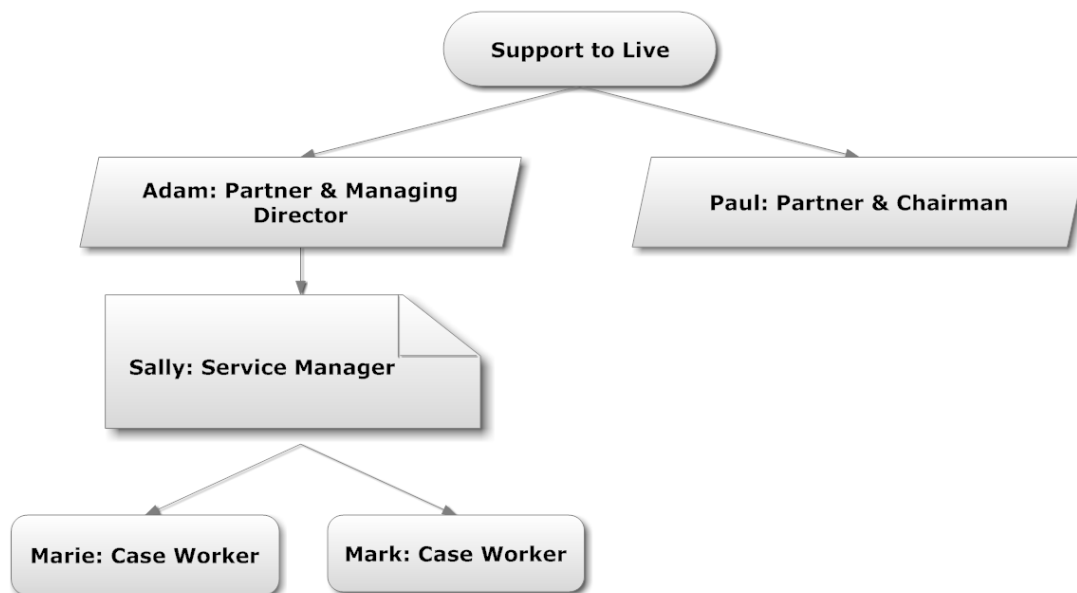 Support to Live
Adam: Partner & Managing
Director
Paul: Partner & Chairman
Sally: Service Manager
Marie: Case Worker
Mark: Case Worker